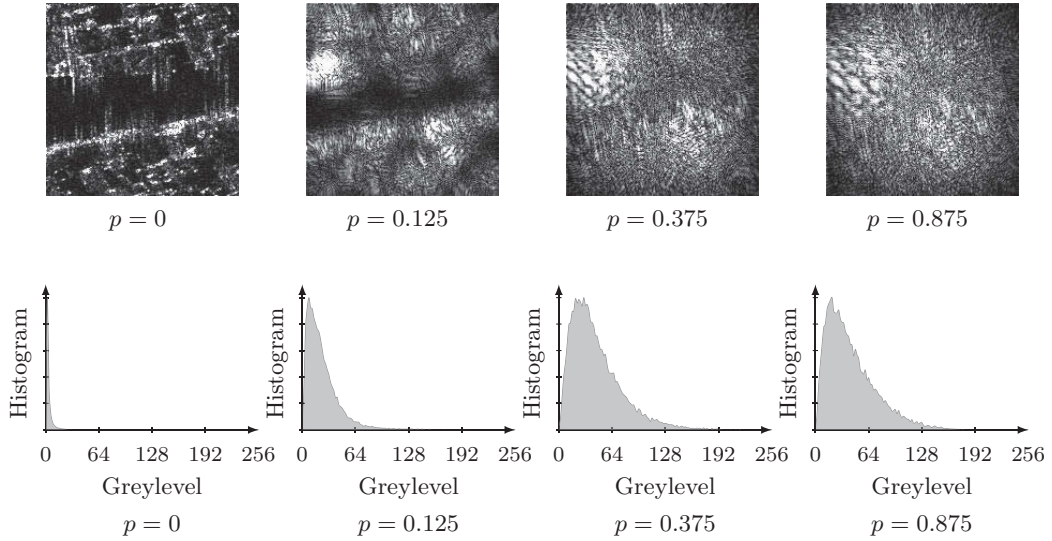 p = 0
p = 0.125
p = 0.375
p = 0.875
Histogram
0 64 128 192 256
Greylevel
p = 0
Histogram
0 64 128 192 256
Greylevel
p = 0.125
Histogram
0 64 128 192 256
Greylevel
p = 0.375
Histogram
0 64 128 192 256
Greylevel
p = 0.875